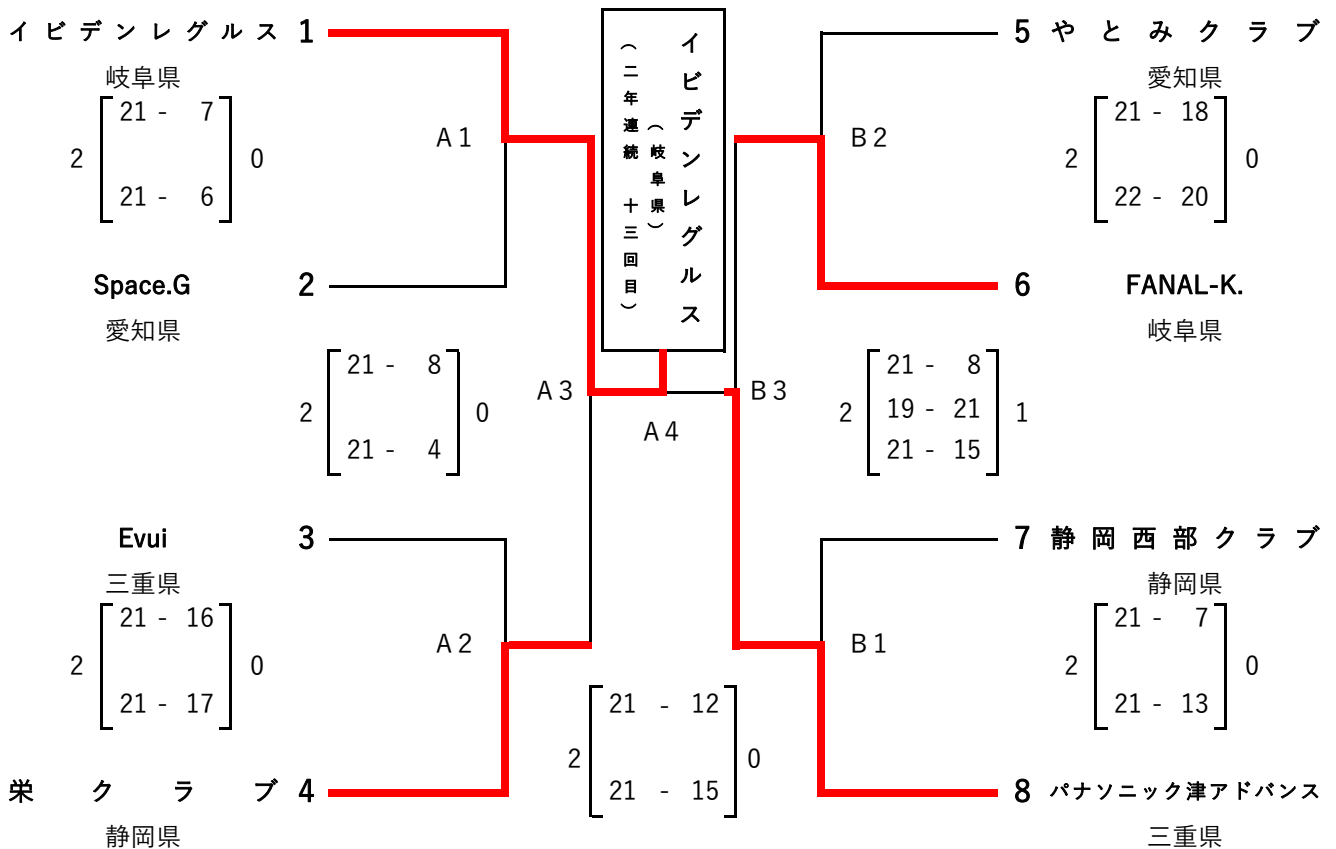 イビデンレグルス 1
岐阜県
2 21 - 7 0
21 - 6
A1
Space.G 2
愛知県
2 21 - 8 0
21 - 4
A3
Evui 3
三重県
2 21 - 16 0
21 - 17
A2
栄クラブ 4
静岡県
イビデンレグルス
(岐阜県)
(二年連続 十三回目)
A4
2 21 - 12 0
21 - 15
5 やとみクラブ
愛知県
2 21 - 18 0
22 - 20
B2
6 FANAL-K.
岐阜県
B3
2 21 - 8 1
19 - 21
21 - 15
7 静岡西部クラブ
静岡県
2 21 - 7 0
21 - 13
B1
8 パナソニック津アドバンス
三重県